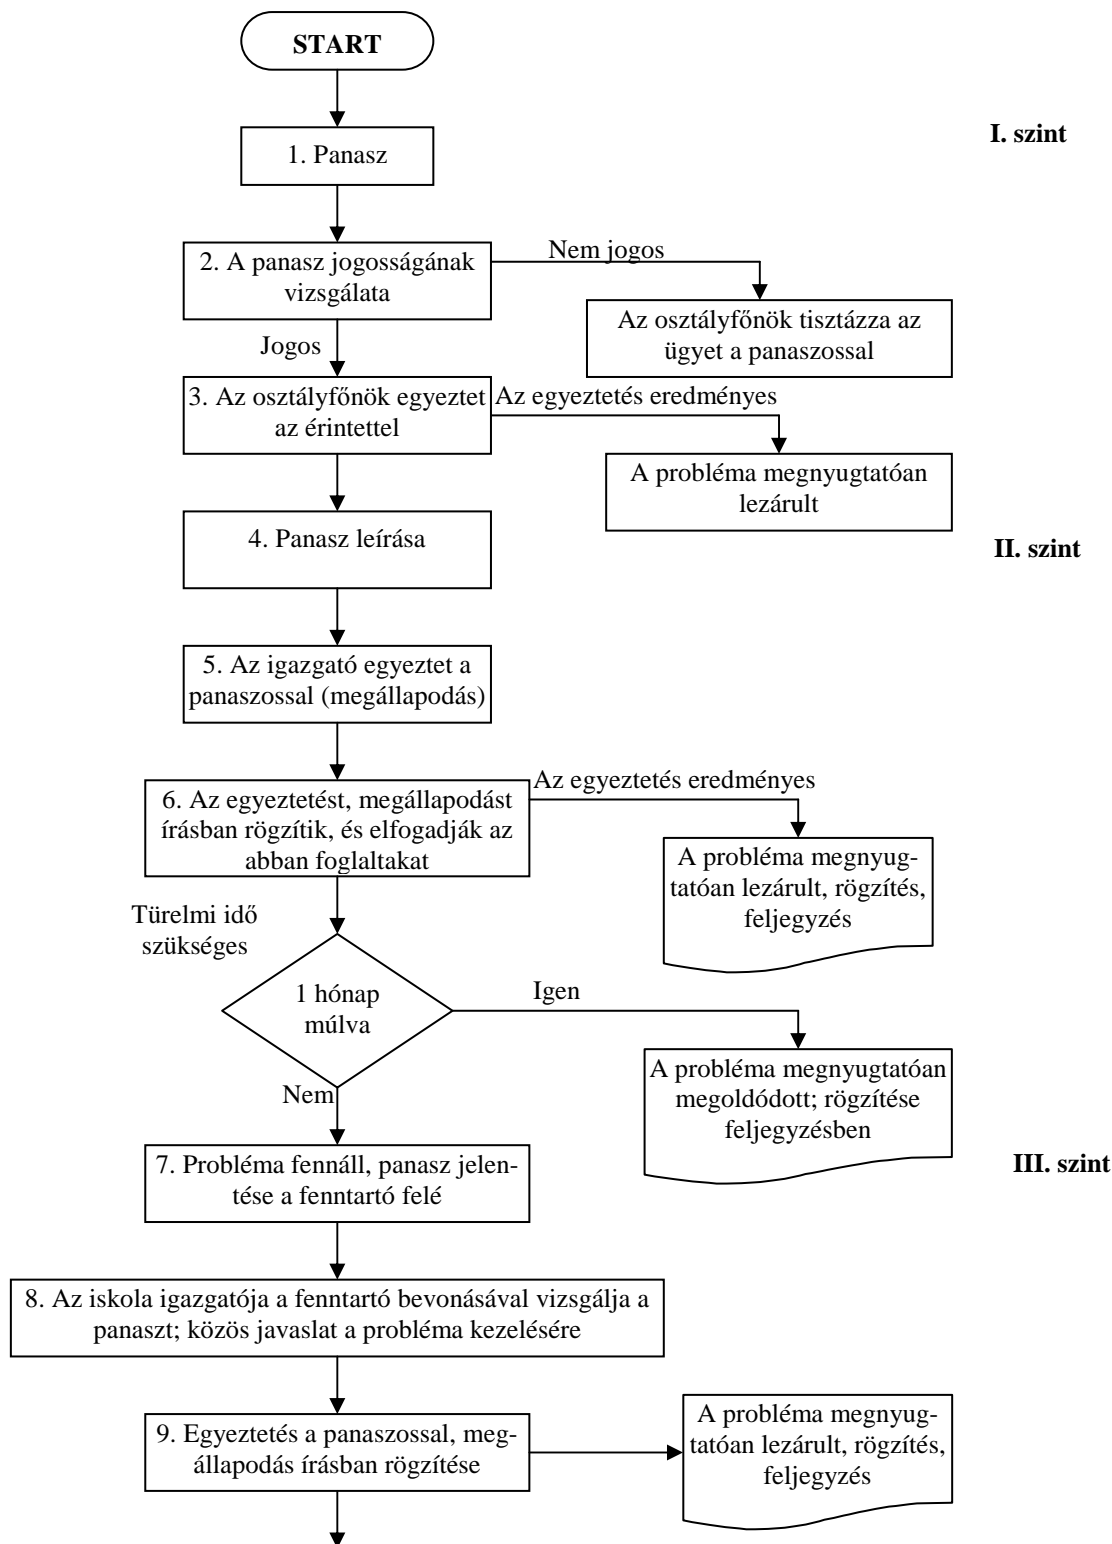 START
I. szint
1. Panasz
2. A panasz jogosságának
vizsgálata
Nem jogos
Az osztályfőnök tisztázza az
ügyet a panaszossal
Jogos
3. Az osztályfőnök egyeztet
az érintettel
Az egyeztetés eredményes
A probléma megnyugtatóan
lezárult
4. Panasz leírása
II. szint
5. Az igazgató egyeztet a
panaszossal (megállapodás)
6. Az egyeztetést, megállapodást
írásban rögzítik, és elfogadják az
abban foglaltakat
Az egyeztetés eredményes
A probléma megnyug-
tatóan lezárult, rögzítés,
feljegyzés
Türelmi idő
szükséges
1 hónap
múlva
Igen
A probléma megnyugtatóan
megoldódott; rögzítése
feljegyzésben
Nem
7. Probléma fennáll, panasz jelen-
tése a fenntartó felé
III. szint
8. Az iskola igazgatója a fenntartó bevonásával vizsgálja a
panaszt; közös javaslat a probléma kezelésére
9. Egyeztetés a panaszossal, meg-
állapodás írásban rögzítése
A probléma megnyug-
tatóan lezárult, rögzítés,
feljegyzés